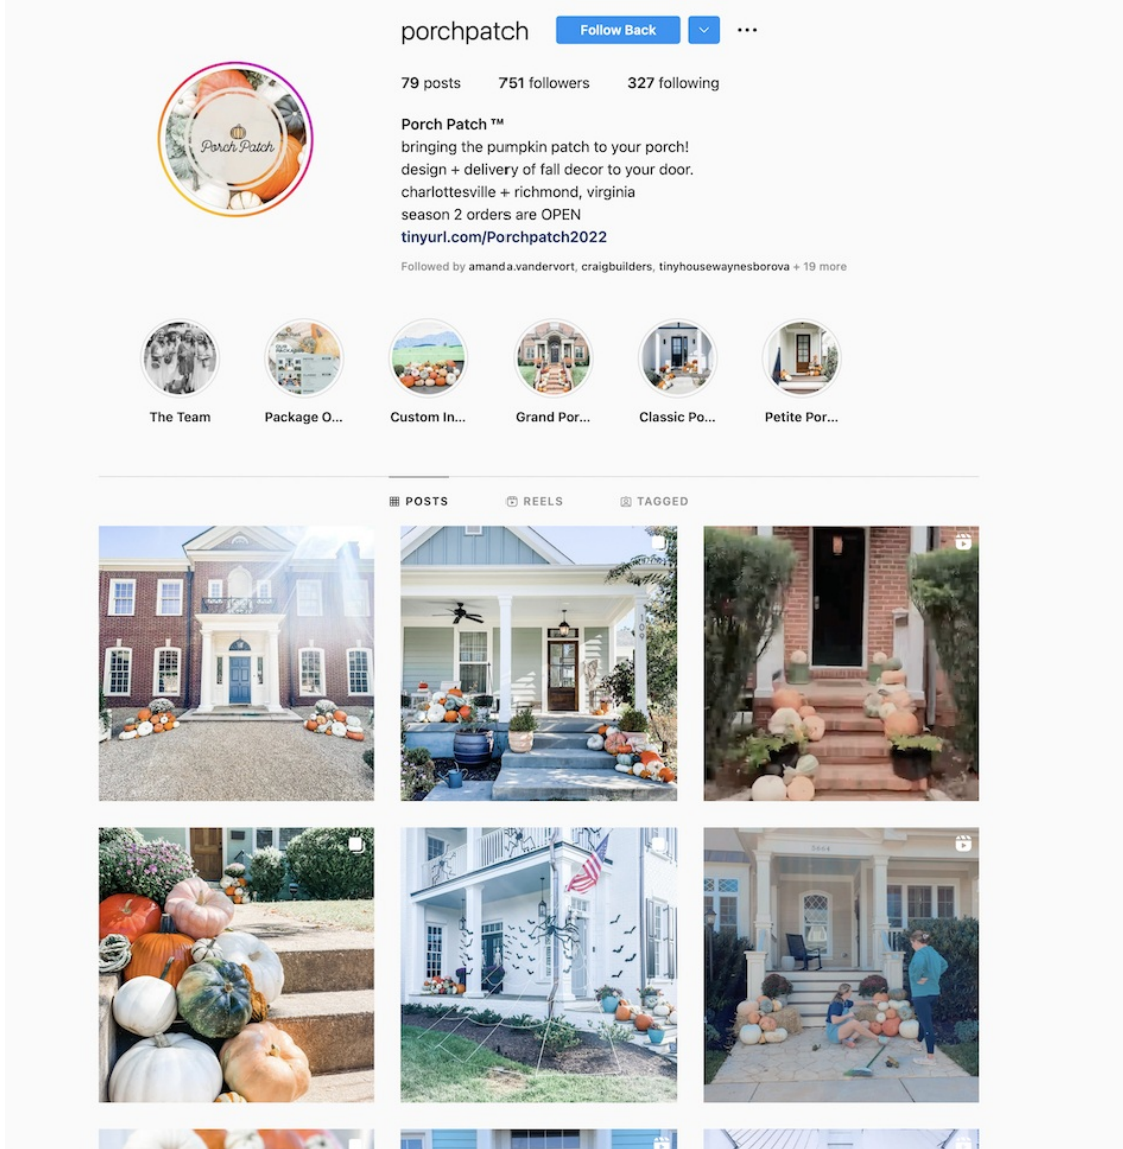 porchpatch Follow Back
79 posts 751 followers 327 following
Porch Patch
Porch Patch ™
bringing the pumpkin patch to your porch!
design + delivery of fall decor to your door.
charlottesville + richmond, virginia
season 2 orders are OPEN
tinyurl.com/Porchpatch2022
Followed by amanda.vandervort, craigbuilders, tinyhousewaynesborova + 19 more
The Team Package O... Custom In... Grand Por... Classic Po... Petite Por...
POSTS REELS TAGGED
109
5664